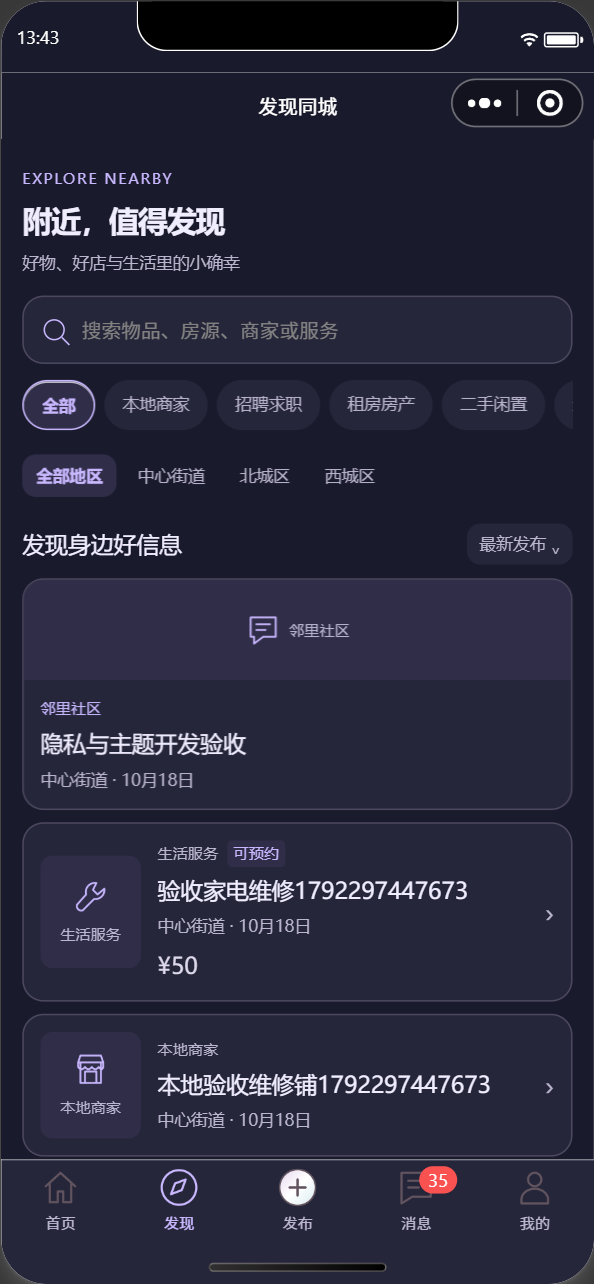 13:43
发现同城
EXPLORE NEARBY
附近，值得发现
好物、好店与生活里的小确幸
搜索物品、房源、商家或服务
全部 本地商家 招聘求职 租房房产 二手闲置
全部地区 中心街道 北城区 西城区
发现身边好信息 最新发布
邻里社区
邻里社区
隐私与主题开发验收
中心街道 · 10月18日
生活服务 可预约
生活服务
验收家电维修1792297447673
中心街道 · 10月18日
¥50
本地商家
本地商家
本地验收维修铺1792297447673
中心街道 · 10月18日
35
首页 发现 发布 消息 我的